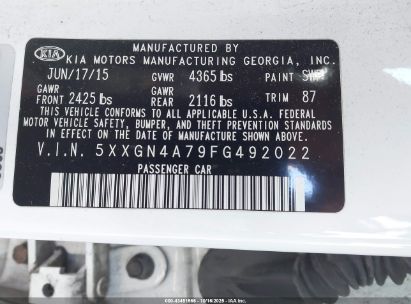 KIA
MANUFACTURED BY
KIA MOTORS MANUFACTURING GEORGIA, INC.
JUN/17/15 GVWR 4365 lbs PAINT SWP
GAWR FRONT 2425 lbs GAWR REAR 2116 lbs TRIM 87
THIS VEHICLE CONFORMS TO ALL APPLICABLE U.S.A. FEDERAL
MOTOR VEHICLE SAFETY, BUMPER, AND THEFT PREVENTION STANDARDS
IN EFFECT ON THE DATE OF MANUFACTURE SHOWN ABOVE.
V.I.N. 5XXGN4A79FG492022
PASSENGER CAR